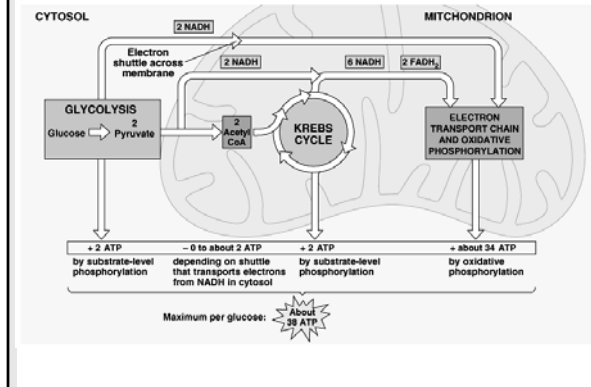 CYTOSOL
MITCHONDRION
2 NADH
Electron
shuttle across
membrane
2 NADH
6 NADH
2 FADH2
GLYCOLYSIS
Glucose
2
Pyruvate
2
Acetyl
CoA
KREBS
CYCLE
ELECTRON
TRANSPORT CHAIN
AND OXIDATIVE
PHOSPHORYLATION
+ 2 ATP
– 0 to about 2 ATP
+ 2 ATP
+ about 34 ATP
by substrate-level
phosphorylation
depending on shuttle
that transports electrons
from NADH in cytosol
by substrate-level
phosphorylation
by oxidative
phosphorylation
Maximum per glucose:
About
38 ATP